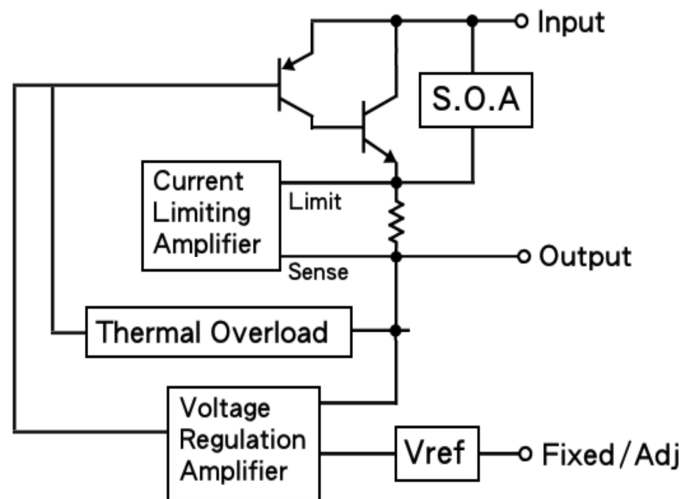 Input
S.O.A
Current
Limiting
Amplifier
Limit
Sense
Output
Thermal Overload
Voltage
Regulation
Amplifier
Vref
Fixed/Adj